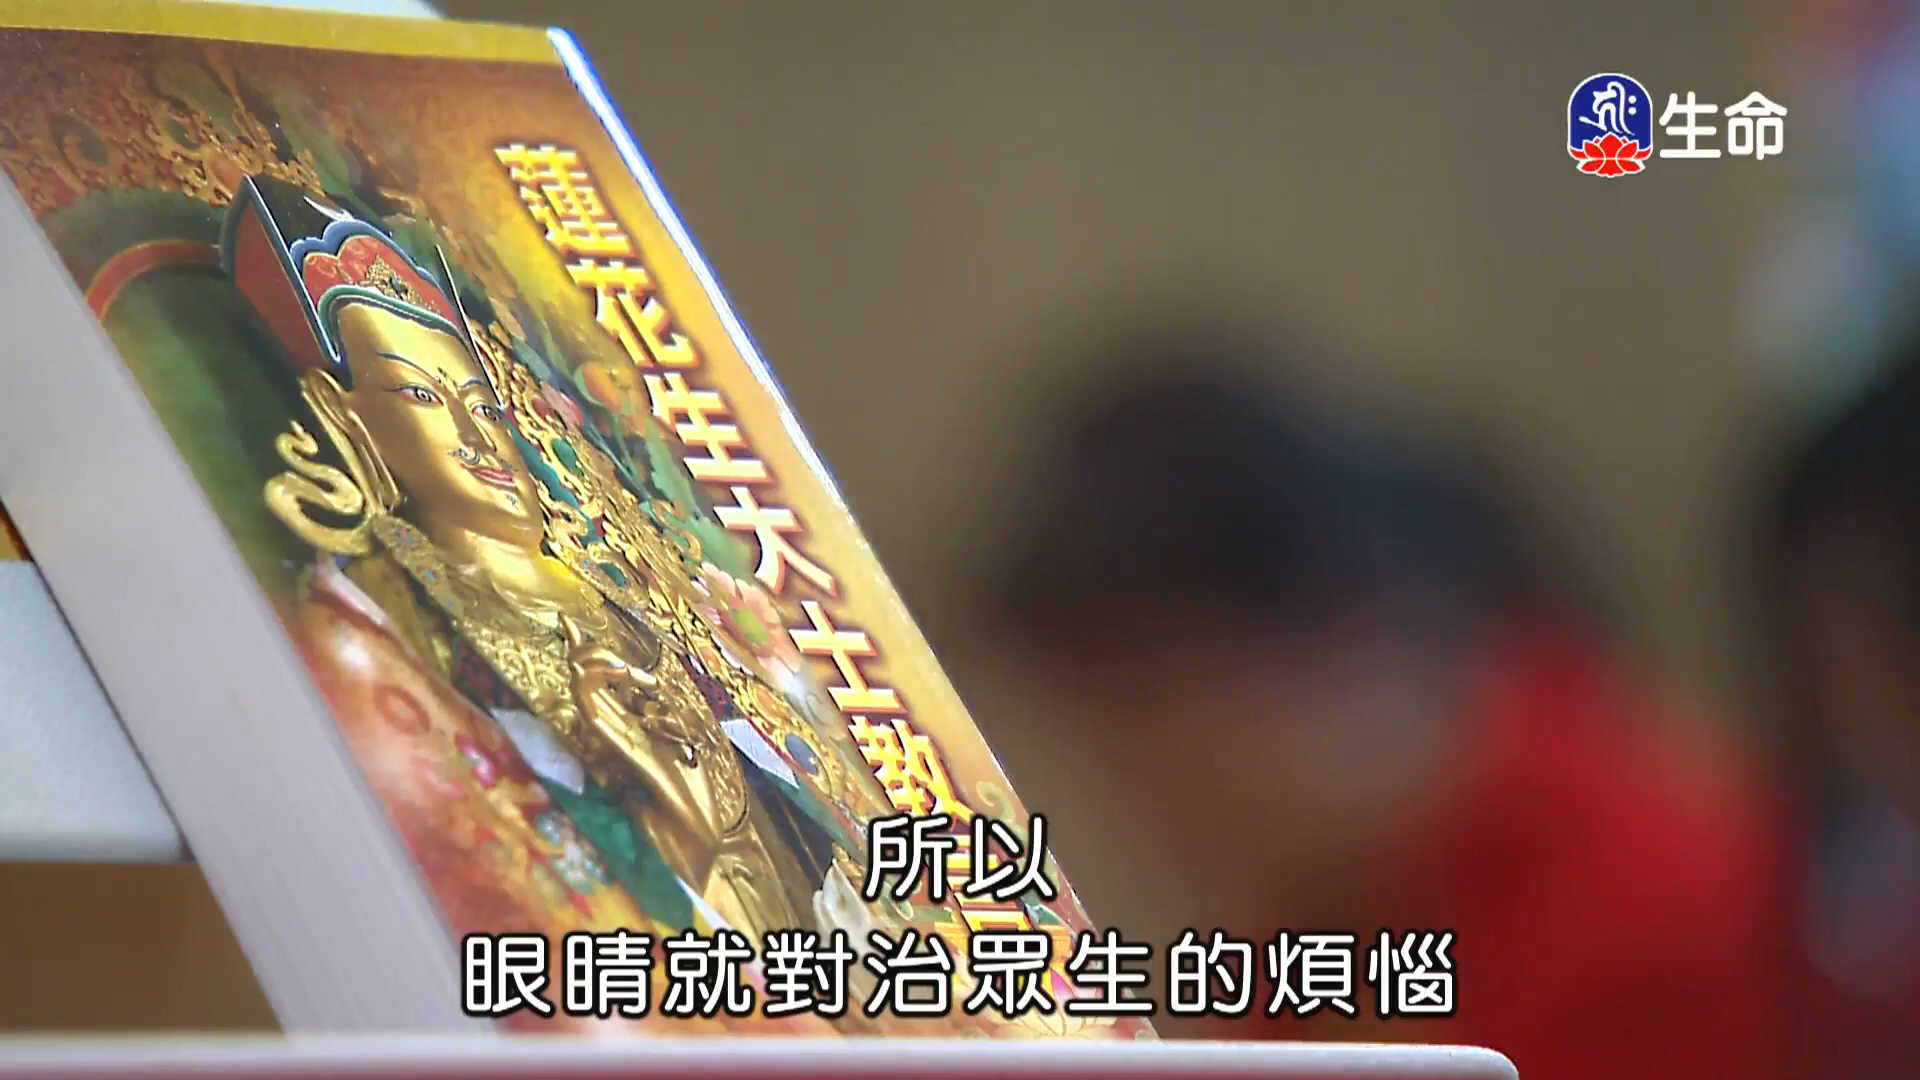 生命
蓮花生大士教
所以
眼睛就對治眾生的煩惱